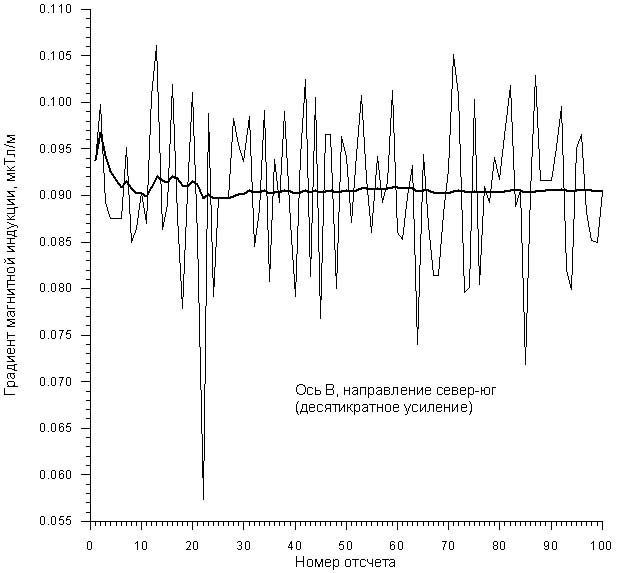 0.110
0.105
0.100
0.095
0.090
0.085
0.080
0.075
0.070
0.065
0.060
0.055
Градиент магнитной индукции, мкТл/м
Ось В, направление север-юг
(десятикратное усиление)
0 10 20 30 40 50 60 70 80 90 100
Номер отсчета